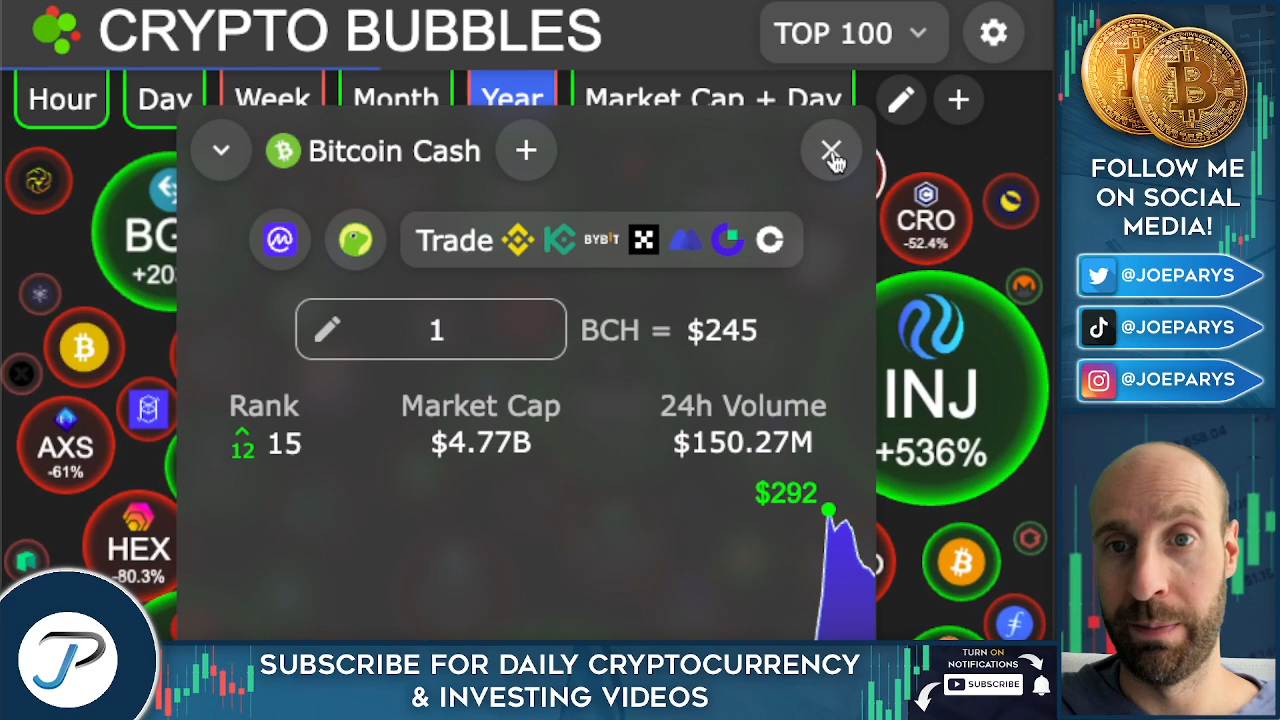 CRYPTO BUBBLES
TOP 100
Hour
Day
Week
Month
Year
Market Cap + Day
Bitcoin Cash
Trade
BYBIT
1
BCH = $245
Rank
Market Cap
24h Volume
12 15
$4.77B
$150.27M
$292
BG
+20
AXS
-61%
HEX
-80.3%
CRO
-52.4%
INJ
+536%
FOLLOW ME
ON SOCIAL
MEDIA!
@JOEPARYS
@JOEPARYS
@JOEPARYS
SUBSCRIBE FOR DAILY CRYPTOCURRENCY
& INVESTING VIDEOS
TURN ON
NOTIFICATIONS
SUBSCRIBE